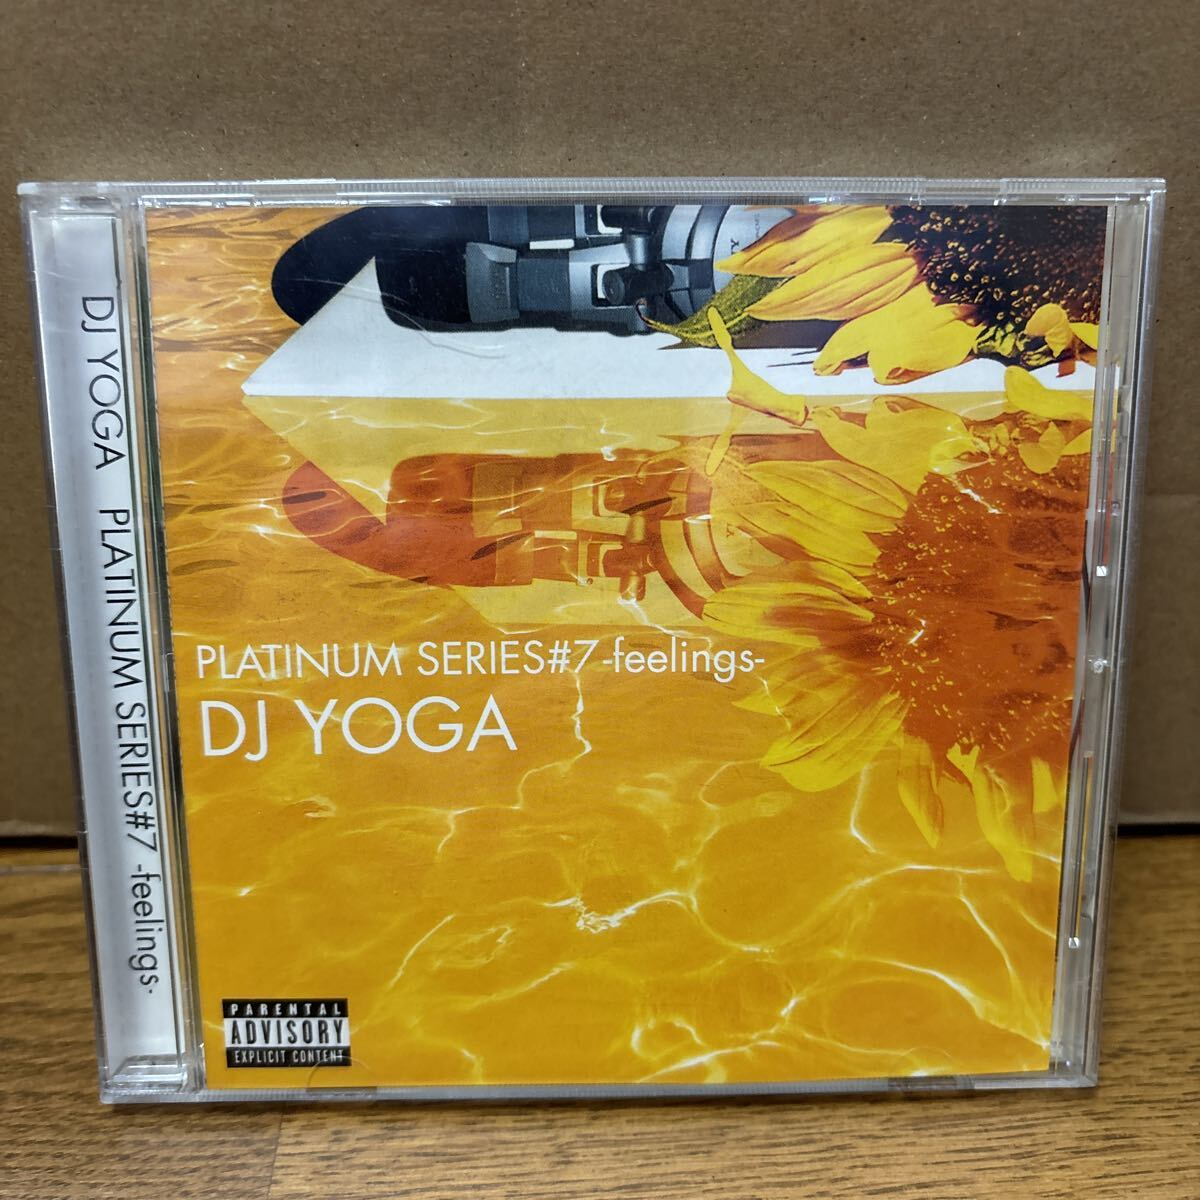 DJ YOGA PLATINUM SERIES#7 -feelings-
PLATINUM SERIES#7 -feelings-
DJ YOGA
PARENTAL
ADVISORY
EXPLICIT CONTENT